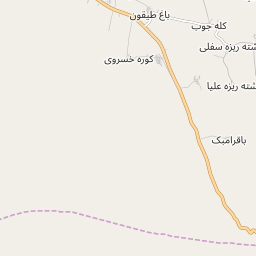 باغ طیفون
کله جوب
شته ریزه سفلی
کوره خسروی
شته ریزه علیا
باقرامبک